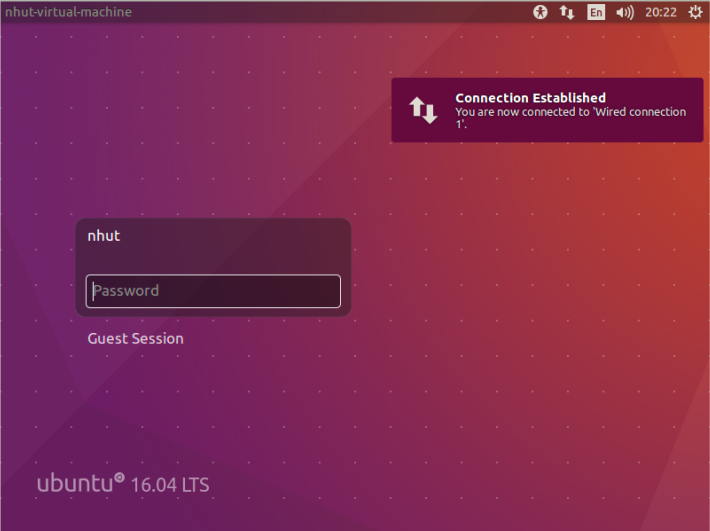 nhut-virtual-machine
En
20:22
Connection Established
You are now connected to 'Wired connection
1'.
nhut
Password
Guest Session
ubuntu 16.04 LTS